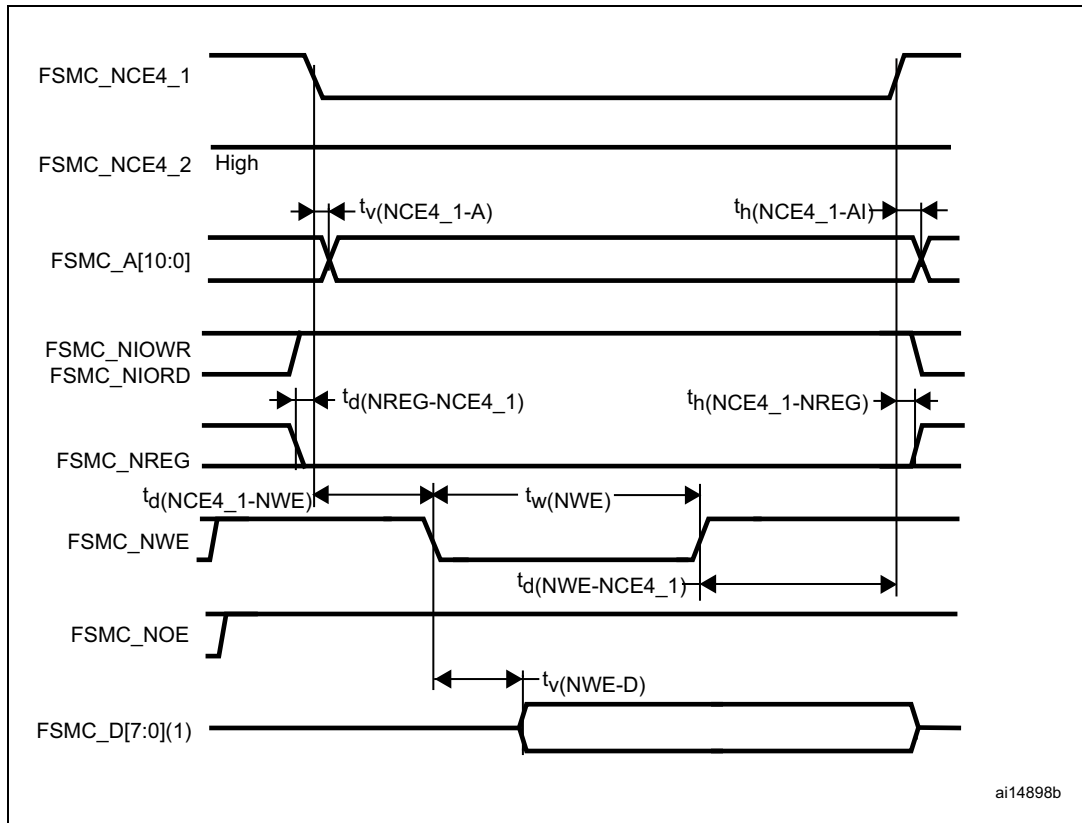 FSMC_NCE4_1
FSMC_NCE4_2 High
tv(NCE4_1-A)
th(NCE4_1-AI)
FSMC_A[10:0]
FSMC_NIOWR
FSMC_NIORD
td(NREG-NCE4_1)
th(NCE4_1-NREG)
FSMC_NREG
td(NCE4_1-NWE)
tw(NWE)
FSMC_NWE
td(NWE-NCE4_1)
FSMC_NOE
tv(NWE-D)
FSMC_D[7:0](1)
ai14898b